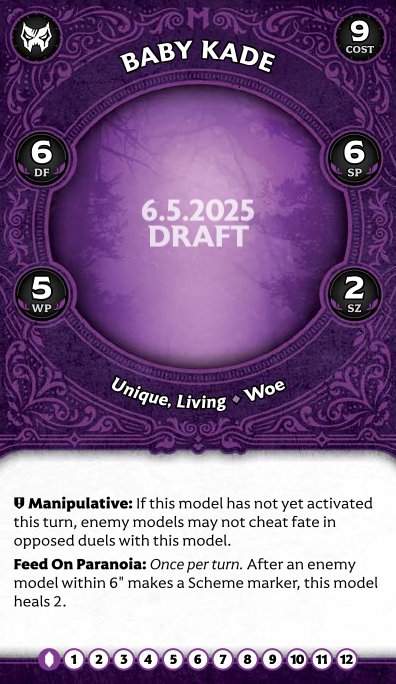 BABY KADE
9
COST
6
DF
6
SP
6.5.2025
DRAFT
5
WP
2
SZ
Unique, Living ♦ Woe
Manipulative: If this model has not yet activated
this turn, enemy models may not cheat fate in
opposed duels with this model.
Feed On Paranoia: Once per turn. After an enemy
model within 6" makes a Scheme marker, this model
heals 2.
1 2 3 4 5 6 7 8 9 10 11 12